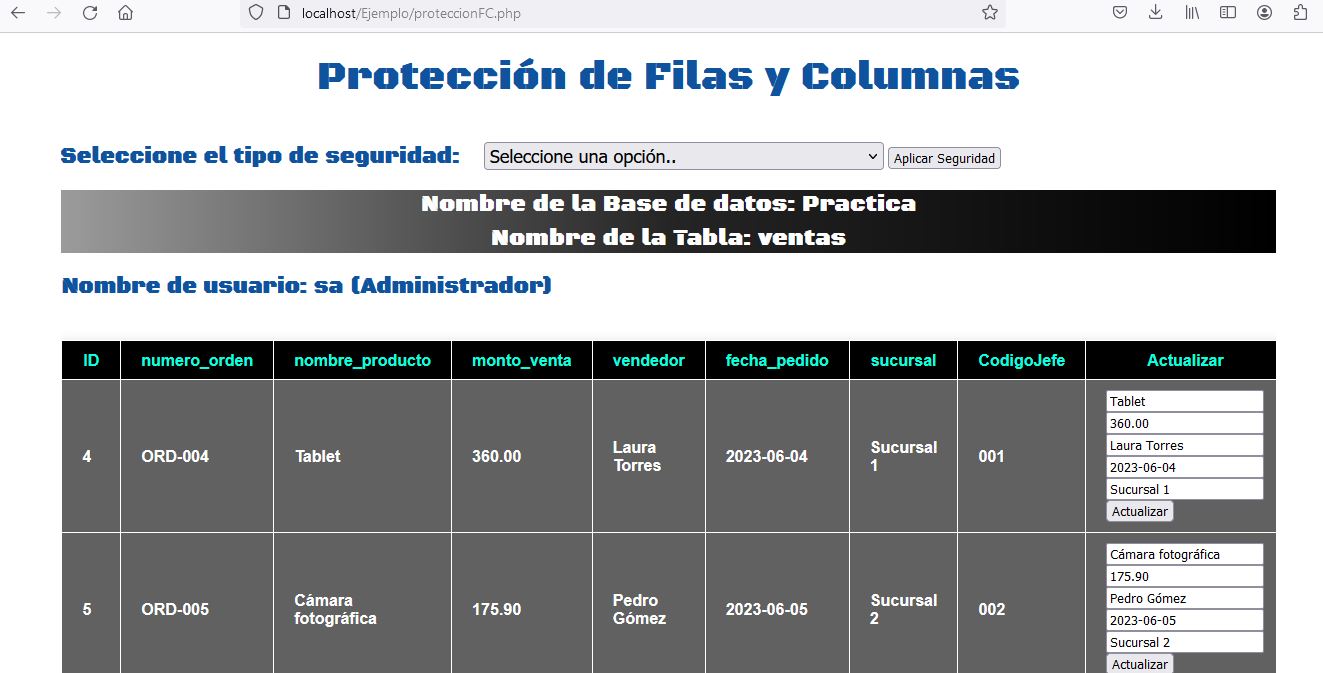 localhost/Ejemplo/proteccionFC.php
Protección de Filas y Columnas
Seleccione el tipo de seguridad: Seleccione una opción.. Aplicar Seguridad
Nombre de la Base de datos: Practica
Nombre de la Tabla: ventas
Nombre de usuario: sa (Administrador)
ID numero_orden nombre_producto monto_venta vendedor fecha_pedido sucursal CodigoJefe Actualizar
4 ORD-004 Tablet 360.00 Laura Torres 2023-06-04 Sucursal 1 001
Tablet
360.00
Laura Torres
2023-06-04
Sucursal 1
Actualizar
5 ORD-005 Cámara fotográfica 175.90 Pedro Gómez 2023-06-05 Sucursal 2 002
Cámara fotográfica
175.90
Pedro Gómez
2023-06-05
Sucursal 2
Actualizar